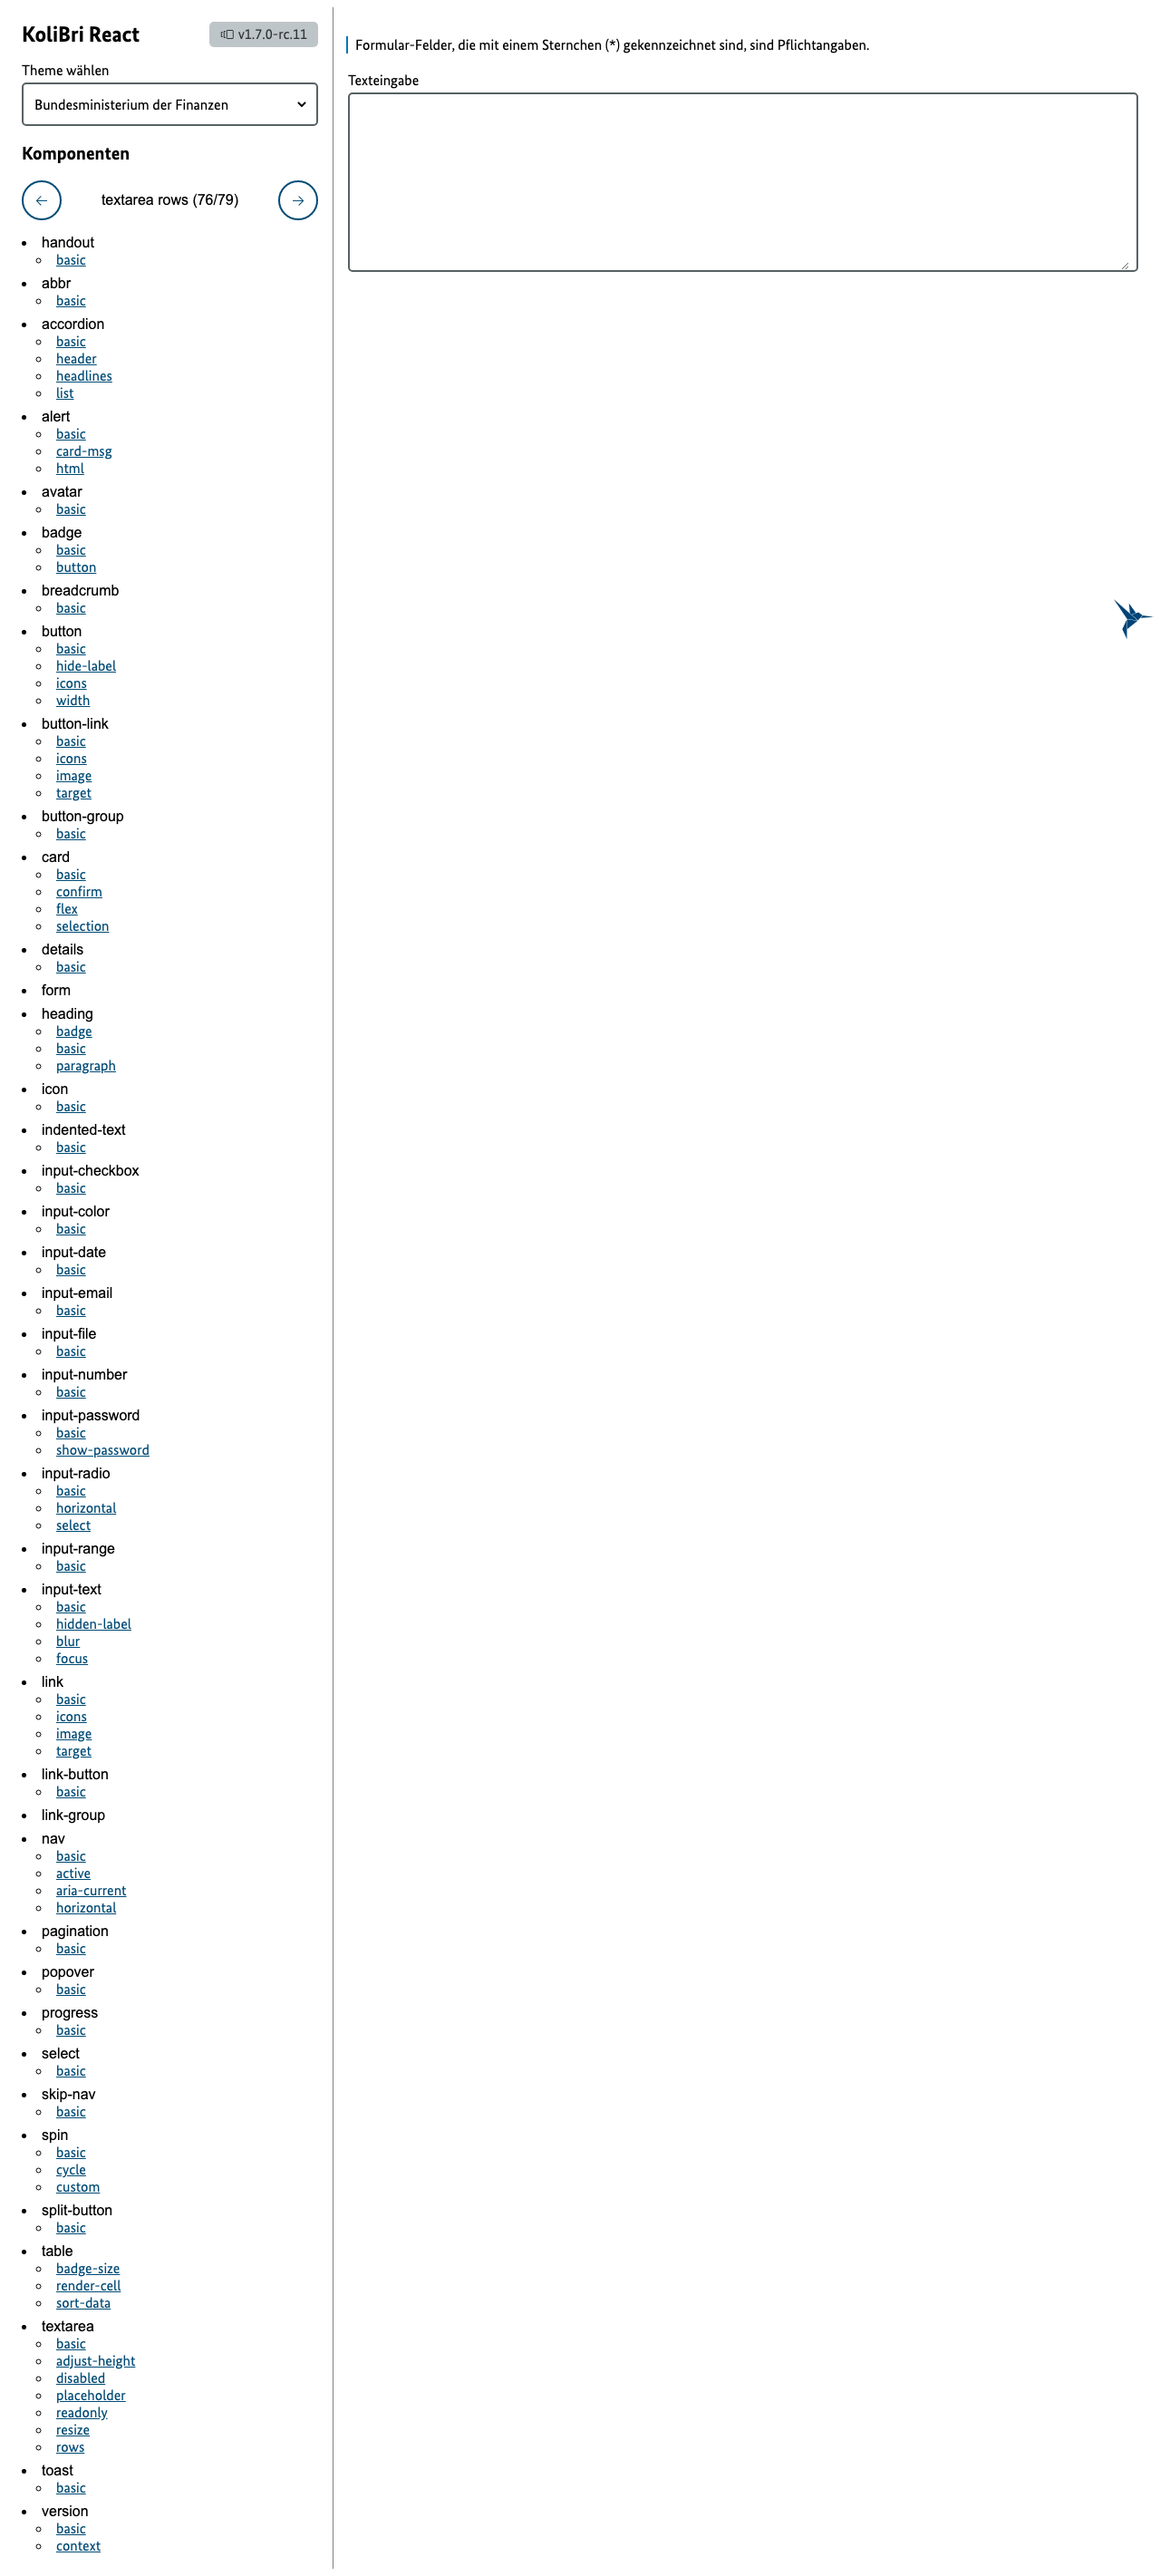 KoliBri React
v1.7.0-rc.11
Theme wählen
Bundesministerium der Finanzen
Komponenten
textarea rows (76/79)
handout
basic
abbr
basic
accordion
basic
header
headlines
list
alert
basic
card-msg
html
avatar
basic
badge
basic
button
breadcrumb
basic
button
basic
hide-label
icons
width
button-link
basic
icons
image
target
button-group
basic
card
basic
confirm
flex
selection
details
basic
form
heading
badge
basic
paragraph
icon
basic
indented-text
basic
input-checkbox
basic
input-color
basic
input-date
basic
input-email
basic
input-file
basic
input-number
basic
input-password
basic
show-password
input-radio
basic
horizontal
select
input-range
basic
input-text
basic
hidden-label
blur
focus
link
basic
icons
image
target
link-button
basic
link-group
nav
basic
active
aria-current
horizontal
pagination
basic
popover
basic
progress
basic
select
basic
skip-nav
basic
spin
basic
cycle
custom
split-button
basic
table
badge-size
render-cell
sort-data
textarea
basic
adjust-height
disabled
placeholder
readonly
resize
rows
toast
basic
version
basic
context
Formular-Felder, die mit einem Sternchen (*) gekennzeichnet sind, sind Pflichtangaben.
Texteingabe